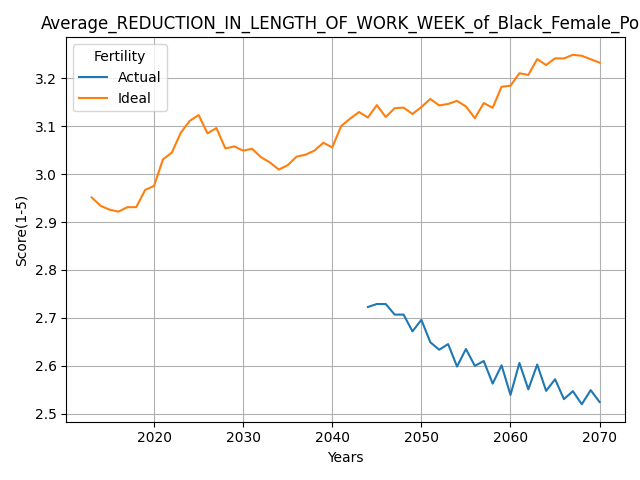 Average_REDUCTION_IN_LENGTH_OF_WORK_WEEK_of_Black_Female_Po
Fertility
Actual
Ideal
3.2
3.1
3.0
2.9
2.8
2.7
2.6
2.5
Score(1-5)
2020 2030 2040 2050 2060 2070
Years